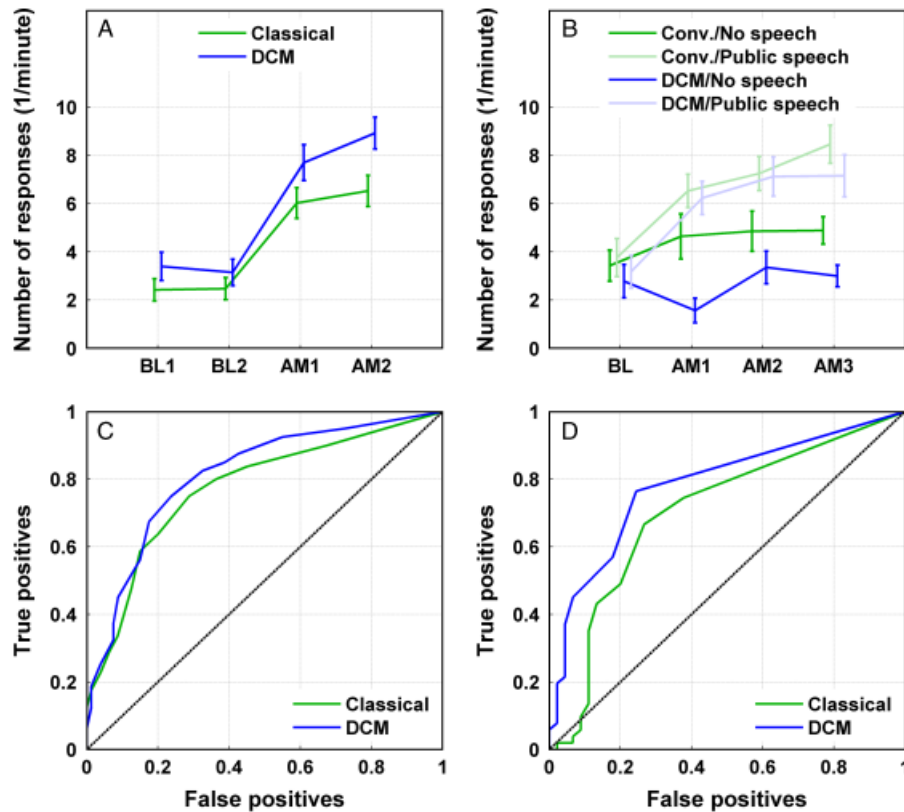 A
Classical
DCM
Number of responses (1/minute)
10
8
6
4
2
0
BL1 BL2 AM1 AM2
B
Conv./No speech
Conv./Public speech
DCM/No speech
DCM/Public speech
Number of responses (1/minute)
10
8
6
4
2
0
BL AM1 AM2 AM3
C
True positives
1
0.8
0.6
0.4
0.2
0
Classical
DCM
0 0.2 0.4 0.6 0.8 1
False positives
D
True positives
1
0.8
0.6
0.4
0.2
0
Classical
DCM
0 0.2 0.4 0.6 0.8 1
False positives